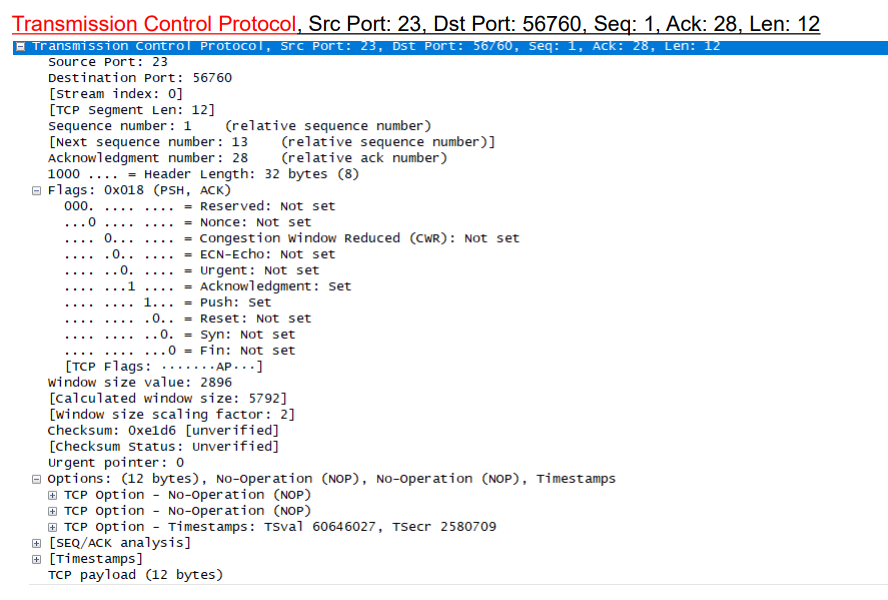 Transmission Control Protocol, Src Port: 23, Dst Port: 56760, Seq: 1, Ack: 28, Len: 12
Transmission Control Protocol, Src Port: 23, Dst Port: 56760, Seq: 1, Ack: 28, Len: 12
Source Port: 23
Destination Port: 56760
[Stream index: 0]
[TCP Segment Len: 12]
Sequence number: 1    (relative sequence number)
[Next sequence number: 13    (relative sequence number)]
Acknowledgment number: 28    (relative ack number)
1000 .... = Header Length: 32 bytes (8)
Flags: 0x018 (PSH, ACK)
000. .... .... = Reserved: Not set
...0 .... .... = Nonce: Not set
.... 0... .... = Congestion Window Reduced (CWR): Not set
.... .0.. .... = ECN-Echo: Not set
.... ..0. .... = Urgent: Not set
.... ...1 .... = Acknowledgment: Set
.... .... 1... = Push: Set
.... .... .0.. = Reset: Not set
.... .... ..0. = Syn: Not set
.... .... ...0 = Fin: Not set
[TCP Flags: ·······AP···]
Window size value: 2896
[Calculated window size: 5792]
[Window size scaling factor: 2]
Checksum: 0xe1d6 [unverified]
[Checksum Status: Unverified]
Urgent pointer: 0
Options: (12 bytes), No-Operation (NOP), No-Operation (NOP), Timestamps
TCP Option - No-Operation (NOP)
TCP Option - No-Operation (NOP)
TCP Option - Timestamps: TSval 60646027, TSecr 2580709
[SEQ/ACK analysis]
[Timestamps]
TCP payload (12 bytes)